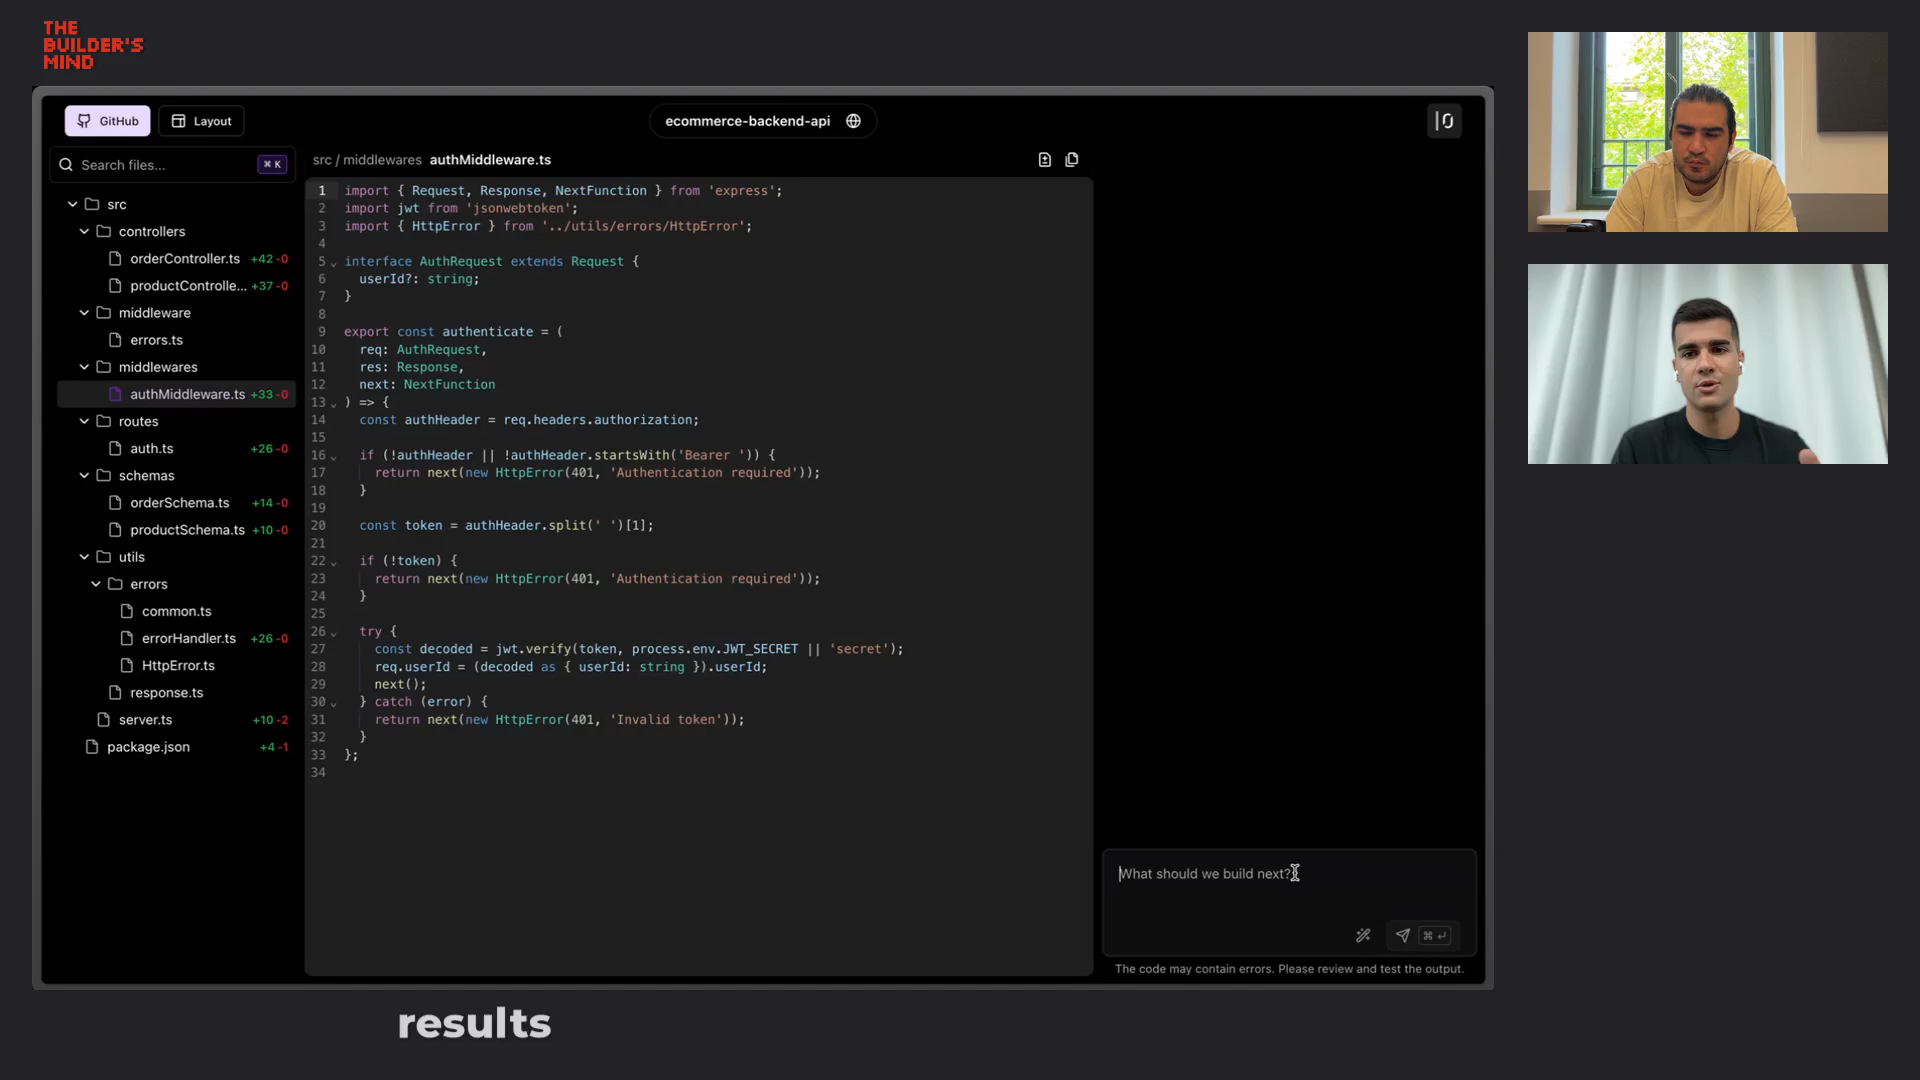 THE
BUILDER'S
MIND
GitHub
Layout
ecommerce-backend-api
Search files...
⌘ K
src
controllers
orderController.ts +42 -0
productControlle... +37 -0
middleware
errors.ts
middlewares
authMiddleware.ts +33 -0
routes
auth.ts +26 -0
schemas
orderSchema.ts +14 -0
productSchema.ts +10 -0
utils
errors
common.ts
errorHandler.ts +26 -0
HttpError.ts
response.ts
server.ts +10 -2
package.json +4 -1
src / middlewares authMiddleware.ts
1 import { Request, Response, NextFunction } from 'express';
2 import jwt from 'jsonwebtoken';
3 import { HttpError } from '../utils/errors/HttpError';
4
5 interface AuthRequest extends Request {
6 userId?: string;
7 }
8
9 export const authenticate = (
10 req: AuthRequest,
11 res: Response,
12 next: NextFunction
13 ) => {
14 const authHeader = req.headers.authorization;
15
16 if (!authHeader || !authHeader.startsWith('Bearer ')) {
17 return next(new HttpError(401, 'Authentication required'));
18 }
19
20 const token = authHeader.split(' ')[1];
21
22 if (!token) {
23 return next(new HttpError(401, 'Authentication required'));
24 }
25
26 try {
27 const decoded = jwt.verify(token, process.env.JWT_SECRET || 'secret');
28 req.userId = (decoded as { userId: string }).userId;
29 next();
30 } catch (error) {
31 return next(new HttpError(401, 'Invalid token'));
32 }
33 };
34
What should we build next?
⌘ ↵
The code may contain errors. Please review and test the output.
results